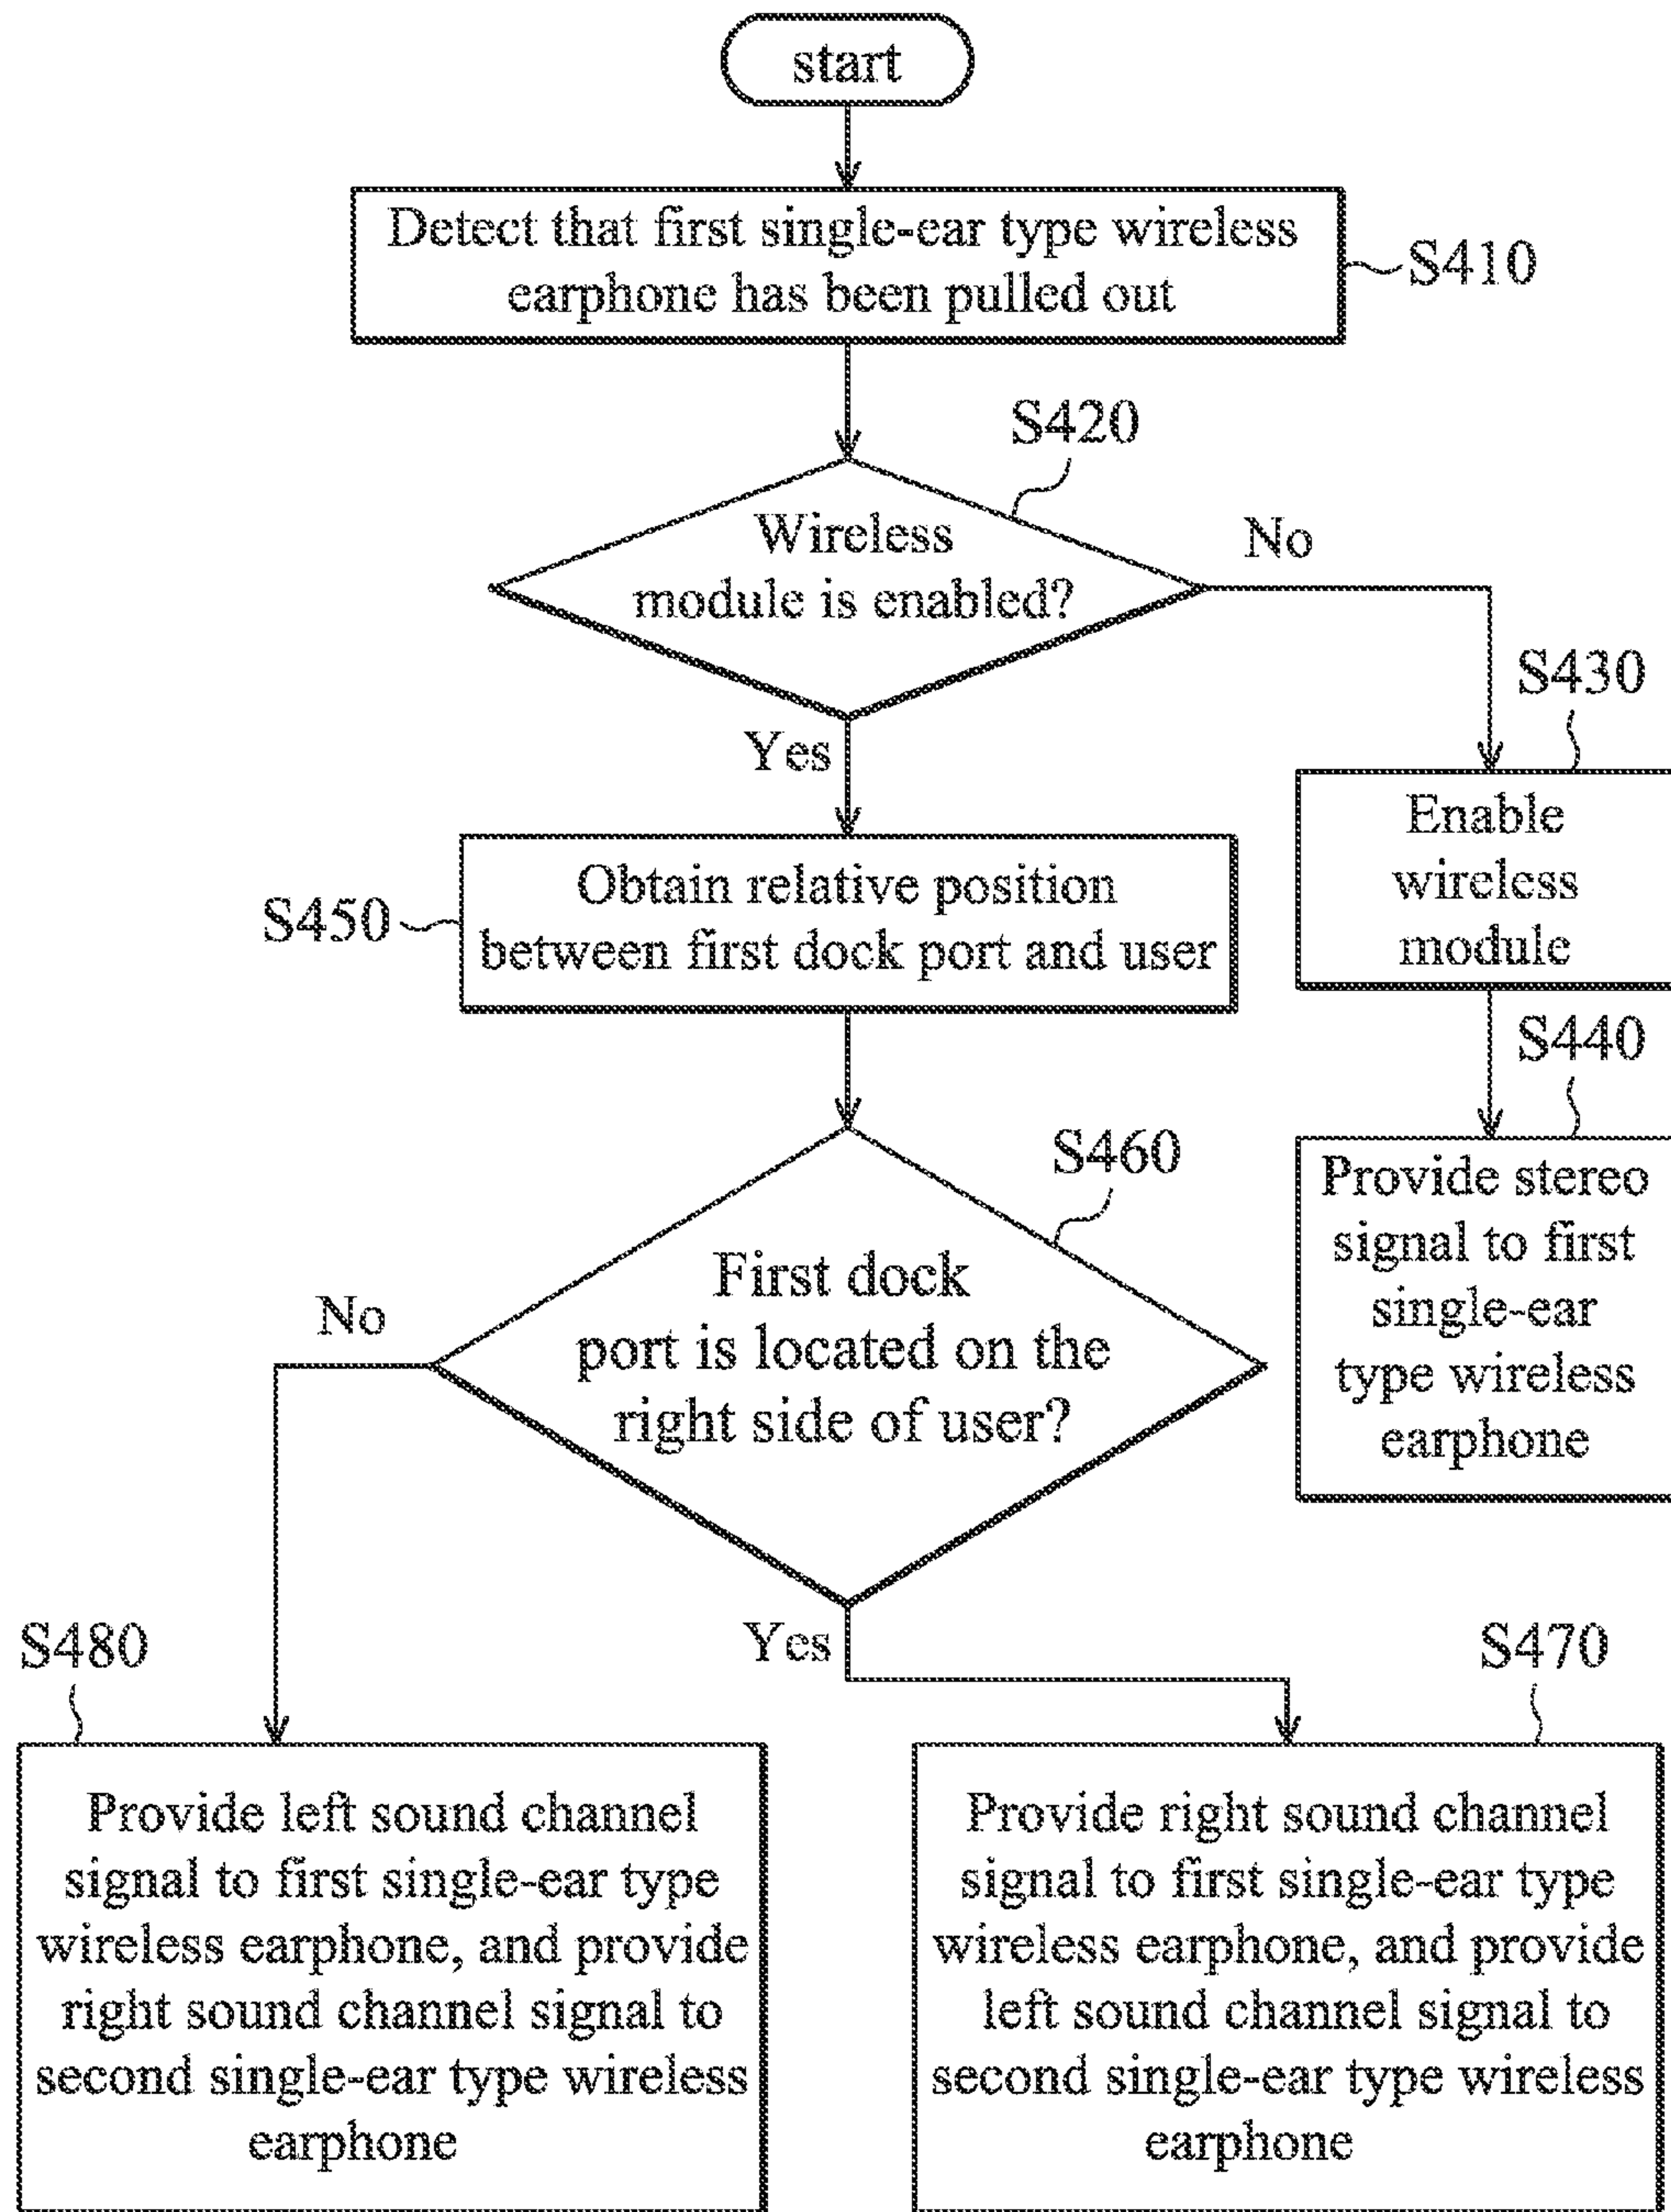 start
Detect that first single-ear type wireless
earphone has been pulled out
S410
S420
Wireless
module is enabled?
No
Yes
S430
Enable
wireless
module
S450
Obtain relative position
between first dock port and user
S440
Provide stereo
signal to first
single-ear
type wireless
earphone
S460
First dock
port is located on the
right side of user?
No
Yes
S480
Provide left sound channel
signal to first single-ear type
wireless earphone, and provide
right sound channel signal to
second single-ear type wireless
earphone
S470
Provide right sound channel
signal to first single-ear type
wireless earphone, and provide
left sound channel signal to
second single-ear type wireless
earphone